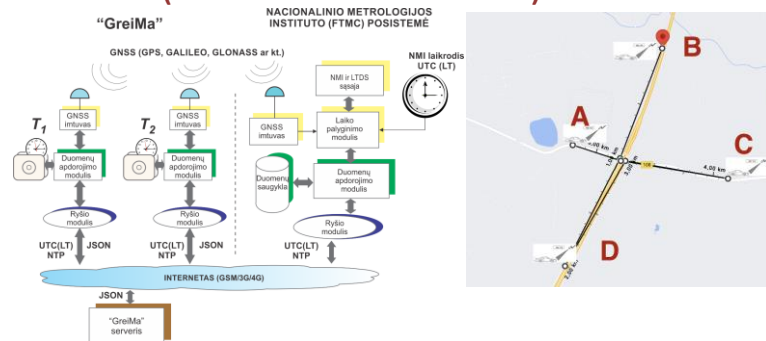 "GreiMa"
NACIONALINIO METROLOGIJOS
INSTITUTO (FTMC) POSISTEMĖ
GNSS (GPS, GALILEO, GLONASS ar kt.)
NMI laikrodis
UTC (LT)
NMI ir LTDS
sąsaja
T1
GNSS
imtuvas
T2
GNSS
imtuvas
GNSS
imtuvas
Laiko
palyginimo
modulis
Duomenų
apdorojimo
modulis
Duomenų
apdorojimo
modulis
Duomenų
saugykla
Duomenų
apdorojimo
modulis
Ryšio
modulis
Ryšio
modulis
Ryšio
modulis
UTC(LT)
NTP
JSON
UTC(LT)
NTP
JSON
UTC(LT)
NTP
INTERNETAS (GSM/3G/4G)
JSON
"GreiMa"
serveris
B
A
C
4,00 km
D
2,00 km